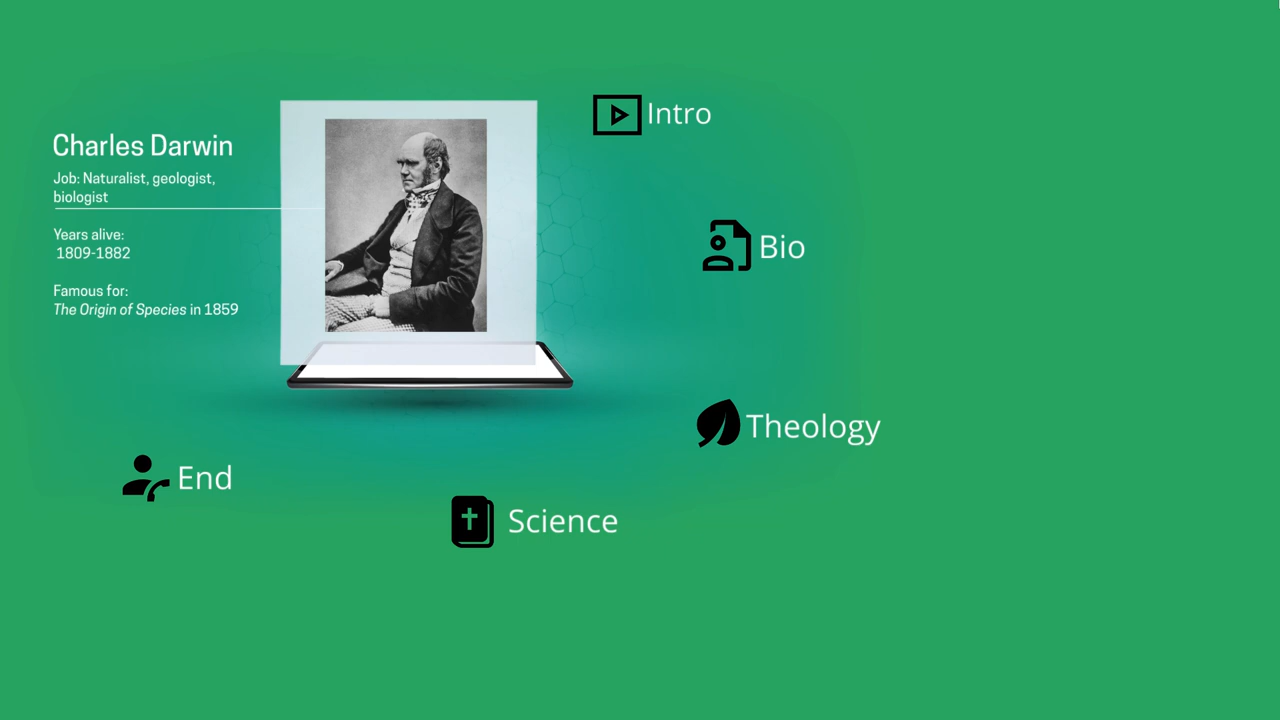 Charles Darwin
Job: Naturalist, geologist,
biologist
Years alive:
1809-1882
Famous for:
The Origin of Species in 1859
Intro
Bio
Theology
Science
End